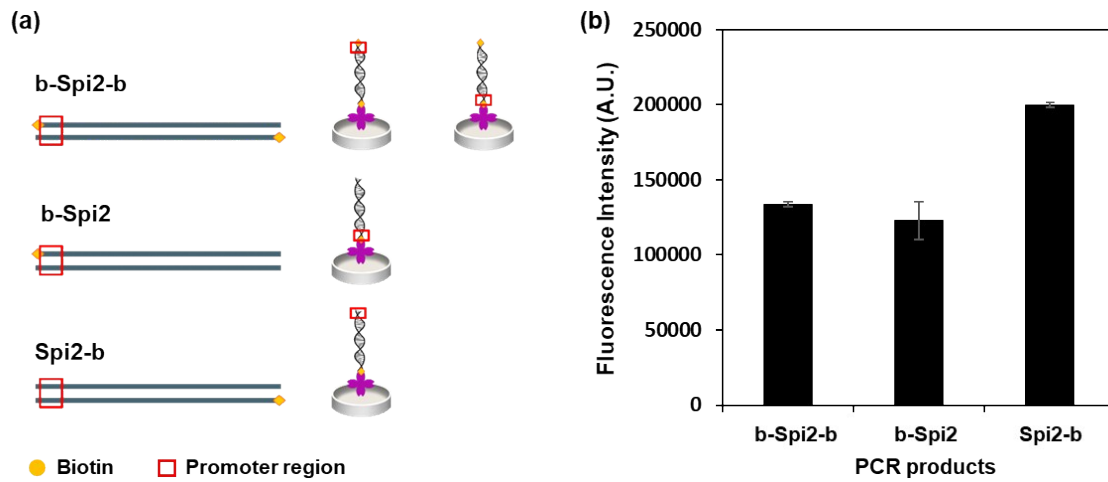 (a)
b-Spi2-b
b-Spi2
Spi2-b
Biotin
Promoter region
(b)
Fluorescence Intensity (A.U.)
250000
200000
150000
100000
50000
0
b-Spi2-b b-Spi2 Spi2-b
PCR products